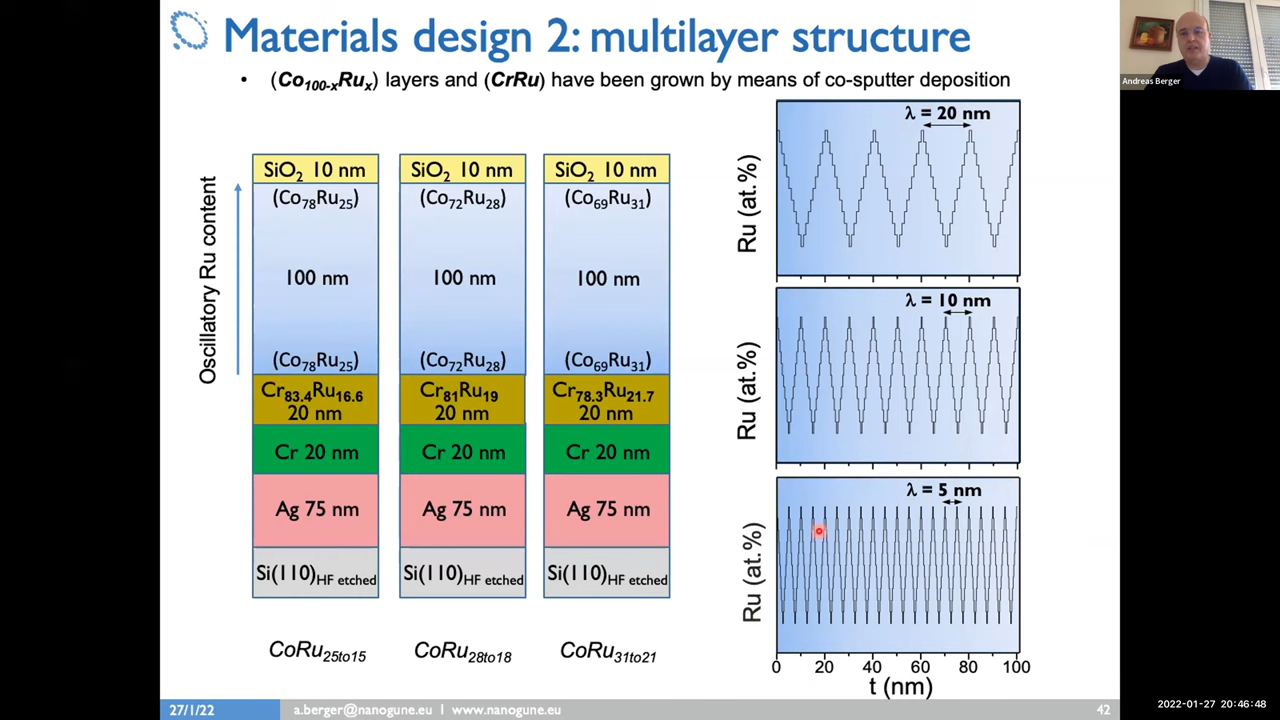 Materials design 2: multilayer structure
• (Co100-xRux) layers and (CrRu) have been grown by means of co-sputter deposition
Andreas Berger
Oscillatory Ru content
SiO2 10 nm
(Co78Ru25)
100 nm
(Co78Ru25)
Cr83.4Ru16.6
20 nm
Cr 20 nm
Ag 75 nm
Si(110)HF etched
CoRu25to15
SiO2 10 nm
(Co72Ru28)
100 nm
(Co72Ru28)
Cr81Ru19
20 nm
Cr 20 nm
Ag 75 nm
Si(110)HF etched
CoRu28to18
SiO2 10 nm
(Co69Ru31)
100 nm
(Co69Ru31)
Cr78.3Ru21.7
20 nm
Cr 20 nm
Ag 75 nm
Si(110)HF etched
CoRu31to21
λ = 20 nm
Ru (at.%)
λ = 10 nm
Ru (at.%)
λ = 5 nm
Ru (at.%)
0 20 40 60 80 100
t (nm)
27/1/22 a.berger@nanogune.eu | www.nanogune.eu 42
2022-01-27 20:46:48